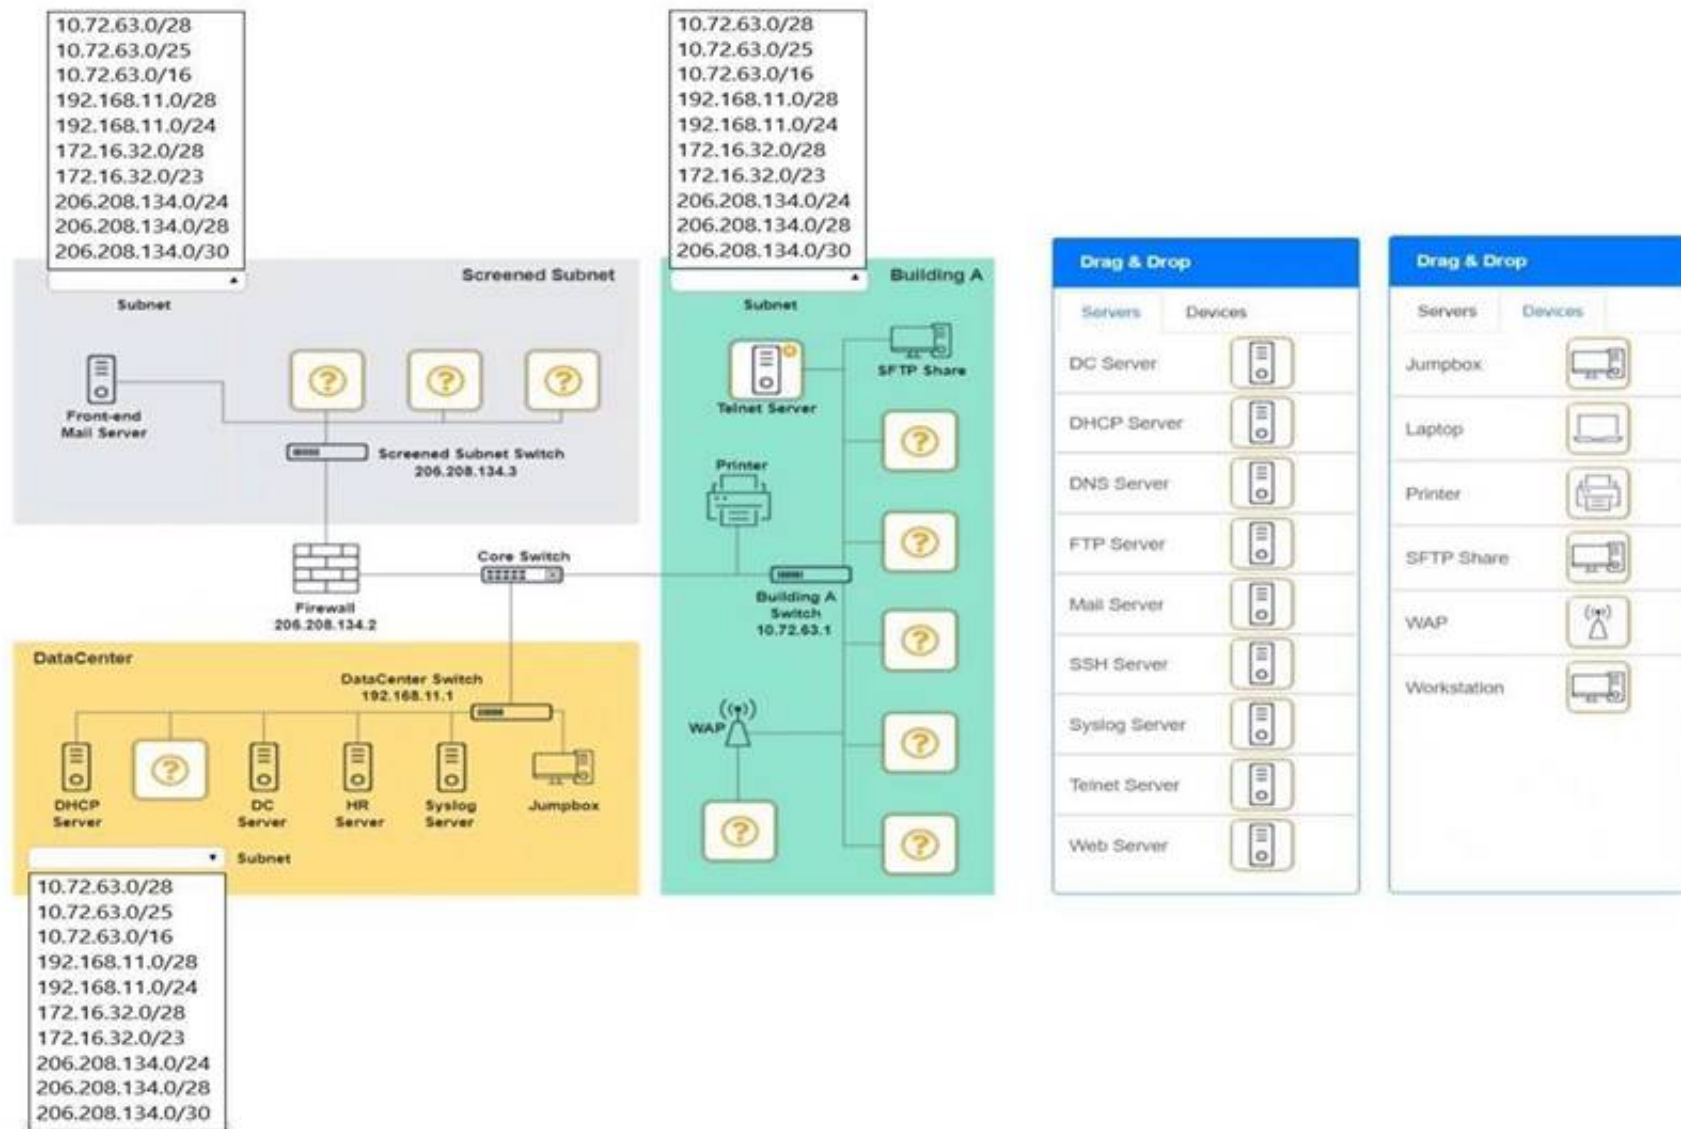 10.72.63.0/28
10.72.63.0/25
10.72.63.0/16
192.168.11.0/28
192.168.11.0/24
172.16.32.0/28
172.16.32.0/23
206.208.134.0/24
206.208.134.0/28
206.208.134.0/30
10.72.63.0/28
10.72.63.0/25
10.72.63.0/16
192.168.11.0/28
192.168.11.0/24
172.16.32.0/28
172.16.32.0/23
206.208.134.0/24
206.208.134.0/28
206.208.134.0/30
Screened Subnet
Subnet
?
?
?
Front-end
Mail Server
Screened Subnet Switch
206.208.134.3
Building A
Subnet
Telnet Server
SFTP Share
?
Printer
?
Core Switch
Firewall
206.208.134.2
Building A
Switch
10.72.63.1
?
WAP
?
?
?
DataCenter
DataCenter Switch
192.168.11.1
?
DHCP
Server
DC
Server
HR
Server
Syslog
Server
Jumpbox
Subnet
10.72.63.0/28
10.72.63.0/25
10.72.63.0/16
192.168.11.0/28
192.168.11.0/24
172.16.32.0/28
172.16.32.0/23
206.208.134.0/24
206.208.134.0/28
206.208.134.0/30
Drag & Drop
Servers Devices
DC Server
DHCP Server
DNS Server
FTP Server
Mail Server
SSH Server
Syslog Server
Telnet Server
Web Server
Drag & Drop
Servers Devices
Jumpbox
Laptop
Printer
SFTP Share
WAP
Workstation